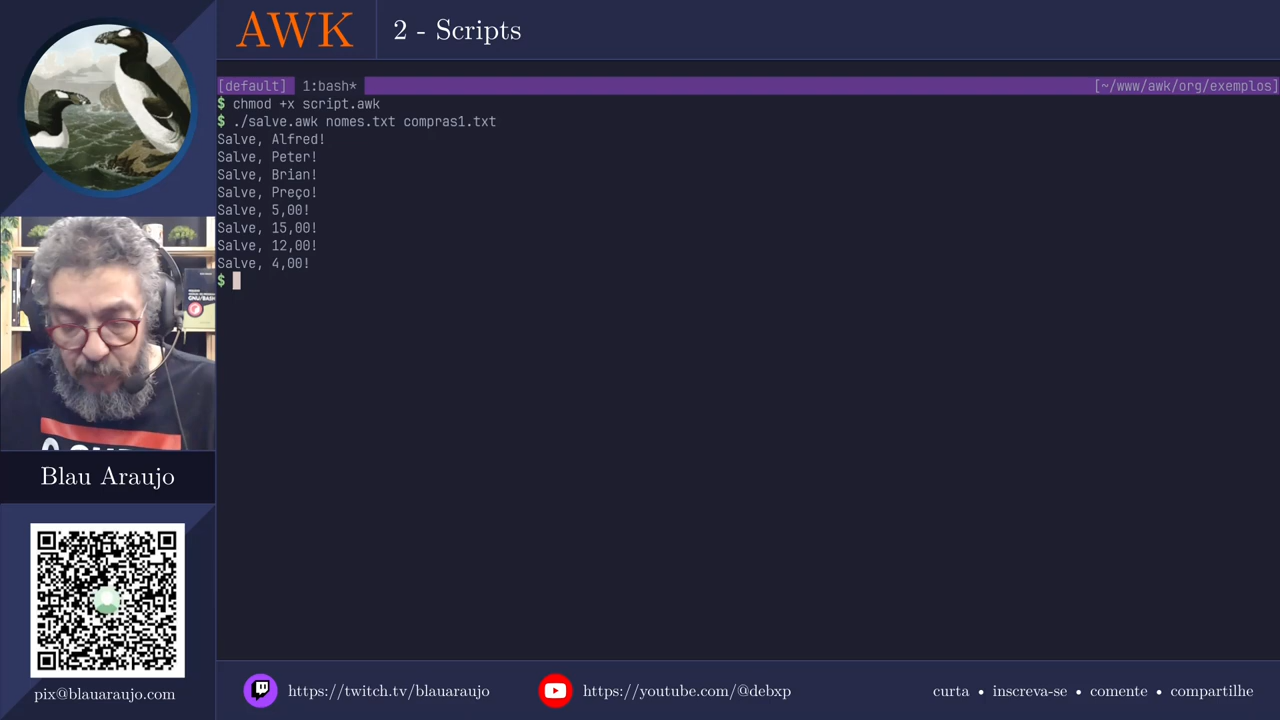 AWK
2 - Scripts
[default] 1:bash* [~/www/awk/org/exemplos]
$ chmod +x script.awk
$ ./salve.awk nomes.txt compras1.txt
Salve, Alfred!
Salve, Peter!
Salve, Brian!
Salve, Preço!
Salve, 5,00!
Salve, 15,00!
Salve, 12,00!
Salve, 4,00!
$
GNU/BASH
Blau Araujo
pix@blauaraujo.com
https://twitch.tv/blauaraujo
https://youtube.com/@debxp
curta • inscreva-se • comente • compartilhe